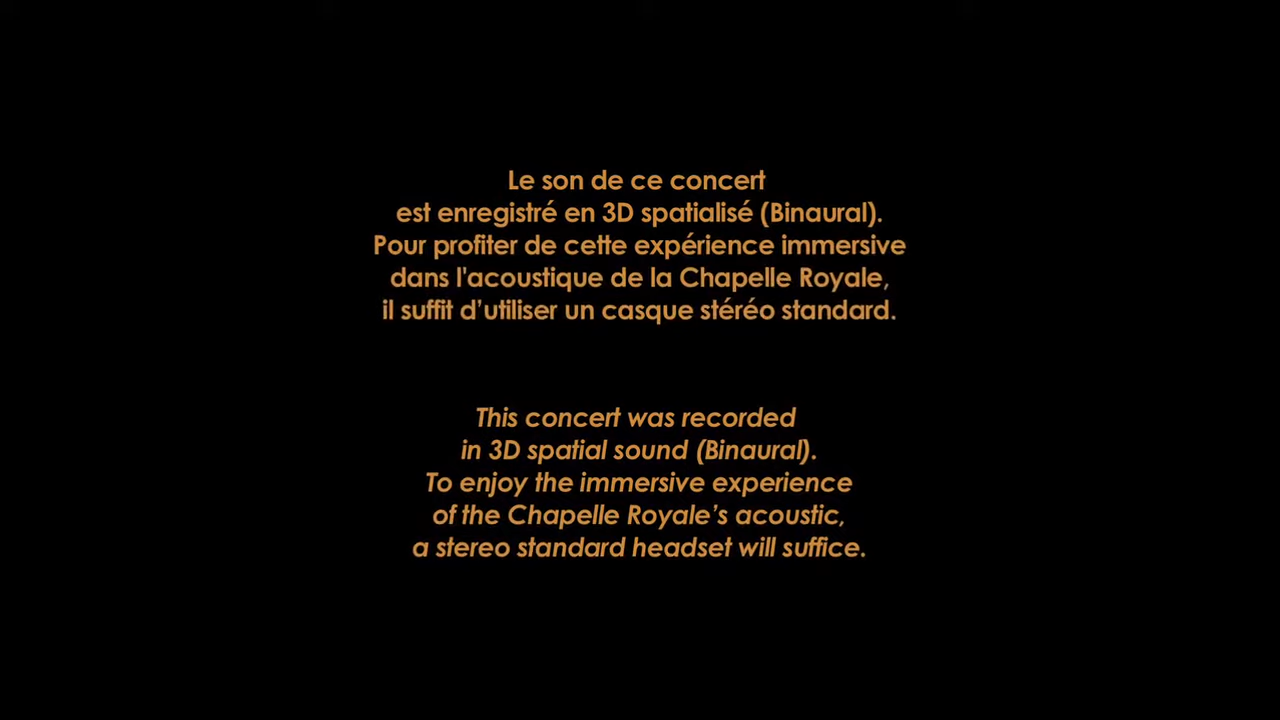 Le son de ce concert
est enregistré en 3D spatialisé (Binaural).
Pour profiter de cette expérience immersive
dans l'acoustique de la Chapelle Royale,
il suffit d’utiliser un casque stéréo standard.
This concert was recorded
in 3D spatial sound (Binaural).
To enjoy the immersive experience
of the Chapelle Royale’s acoustic,
a stereo standard headset will suffice.